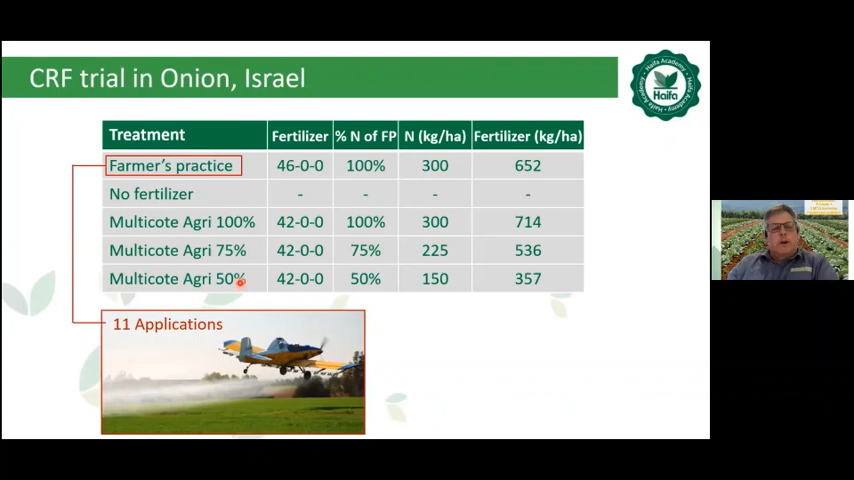 CRF trial in Onion, Israel
Haifa Academy
Haifa
Haifa Academy
Treatment Fertilizer % N of FP N (kg/ha) Fertilizer (kg/ha)
Farmer's practice 46-0-0 100% 300 652
No fertilizer - - - -
Multicote Agri 100% 42-0-0 100% 300 714
Multicote Agri 75% 42-0-0 75% 225 536
Multicote Agri 50% 42-0-0 50% 150 357
11 Applications